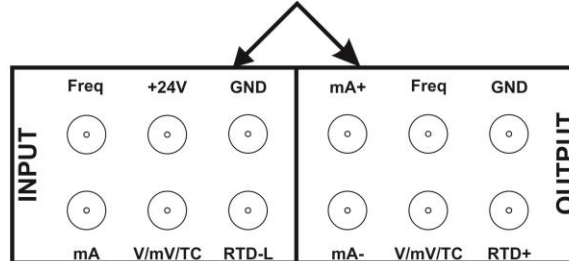 Freq +24V GND mA+ Freq GND
INPUT
OUTPUT
mA V/mV/TC RTD-L mA- V/mV/TC RTD+